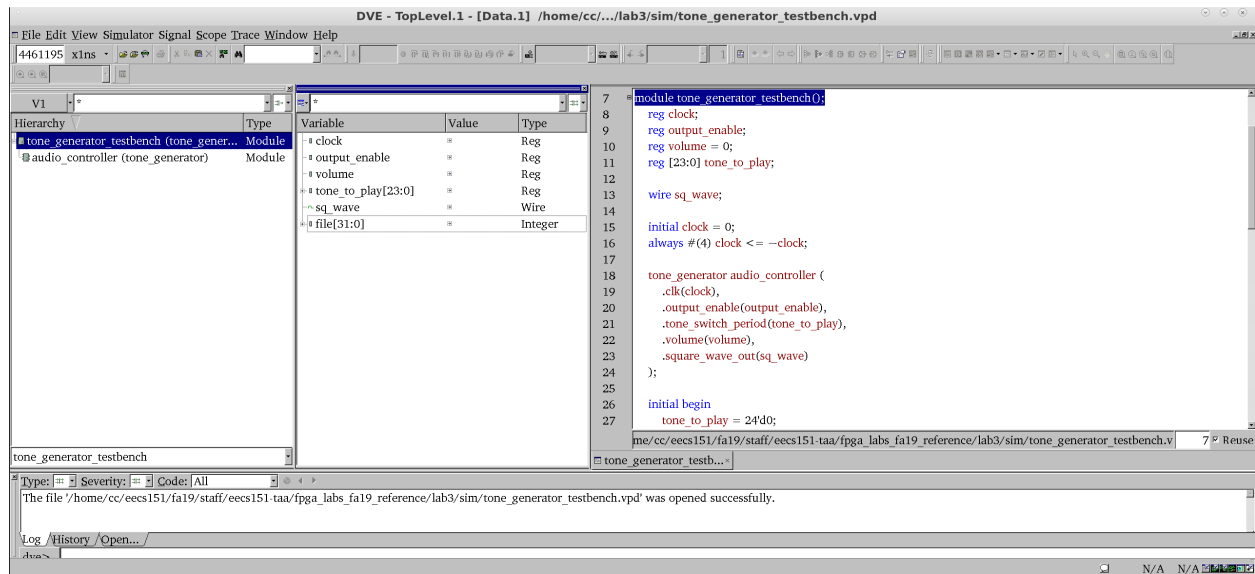 DVE - TopLevel.1 - [Data.1] /home/cc/.../lab3/sim/tone_generator_testbench.vpd
File Edit View Simulator Signal Scope Trace Window Help
4461195 x1ns
1
V1 *
Hierarchy Type
tone_generator_testbench (tone_gener... Module
audio_controller (tone_generator) Module
tone_generator_testbench
*
Variable Value Type
clock Reg
output_enable Reg
volume Reg
tone_to_play[23:0] Reg
sq_wave Wire
file[31:0] Integer
7 module tone_generator_testbench();
8 reg clock;
9 reg output_enable;
10 reg volume = 0;
11 reg [23:0] tone_to_play;
12
13 wire sq_wave;
14
15 initial clock = 0;
16 always #(4) clock <= ~clock;
17
18 tone_generator audio_controller (
19 .clk(clock),
20 .output_enable(output_enable),
21 .tone_switch_period(tone_to_play),
22 .volume(volume),
23 .square_wave_out(sq_wave)
24 );
25
26 initial begin
27 tone_to_play = 24'd0;
me/cc/eecs151/fa19/staff/eecs151-taa/fpga_labs_fa19_reference/lab3/sim/tone_generator_testbench.v 7 Reuse
tone_generator_testb...
Type: Severity: Code: All
The file '/home/cc/eecs151/fa19/staff/eecs151-taa/fpga_labs_fa19_reference/lab3/sim/tone_generator_testbench.vpd' was opened successfully.
Log History Open...
dve>
N/A N/A